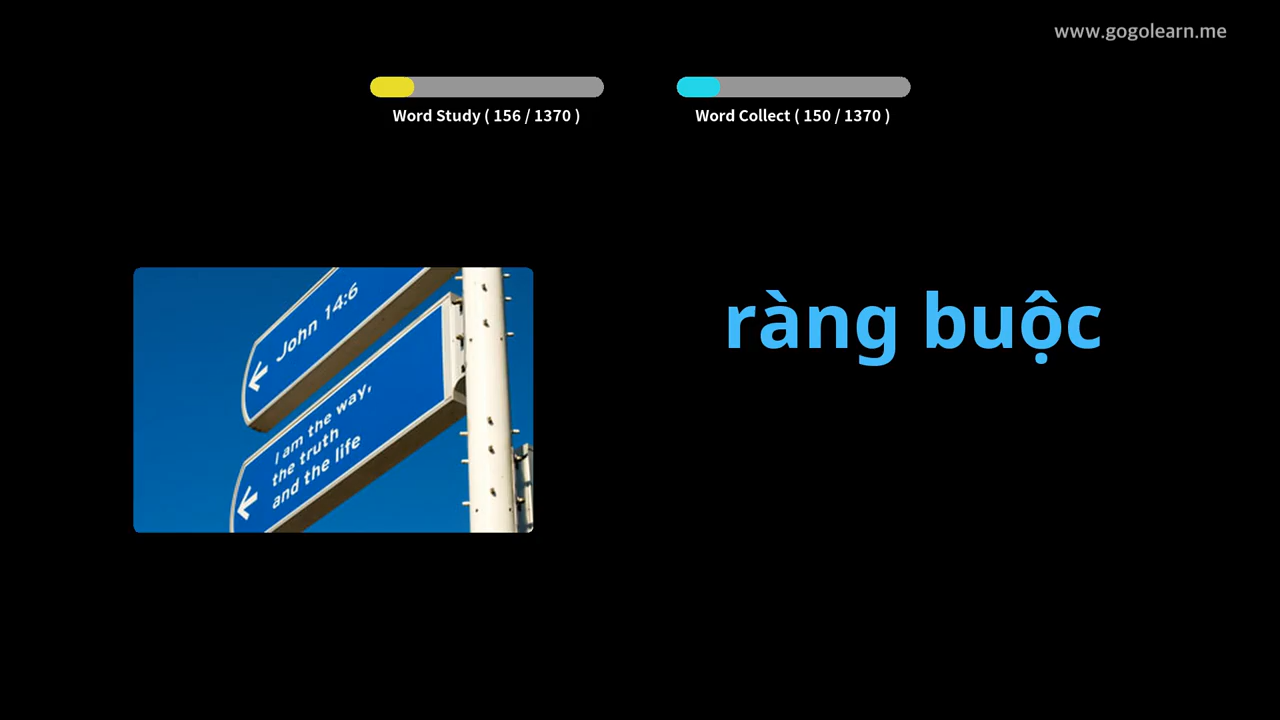 www.gogolearn.me
Word Study ( 156 / 1370 )
Word Collect ( 150 / 1370 )
John 14:6
I am the way,
the truth
and the life
ràng buộc